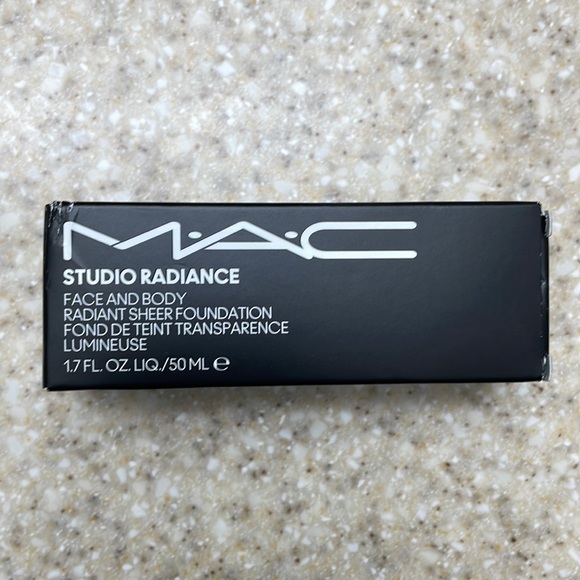 M·A·C
STUDIO RADIANCE
FACE AND BODY
RADIANT SHEER FOUNDATION
FOND DE TEINT TRANSPARENCE
LUMINEUSE
1.7 FL. OZ. LIQ./50 ML ℮